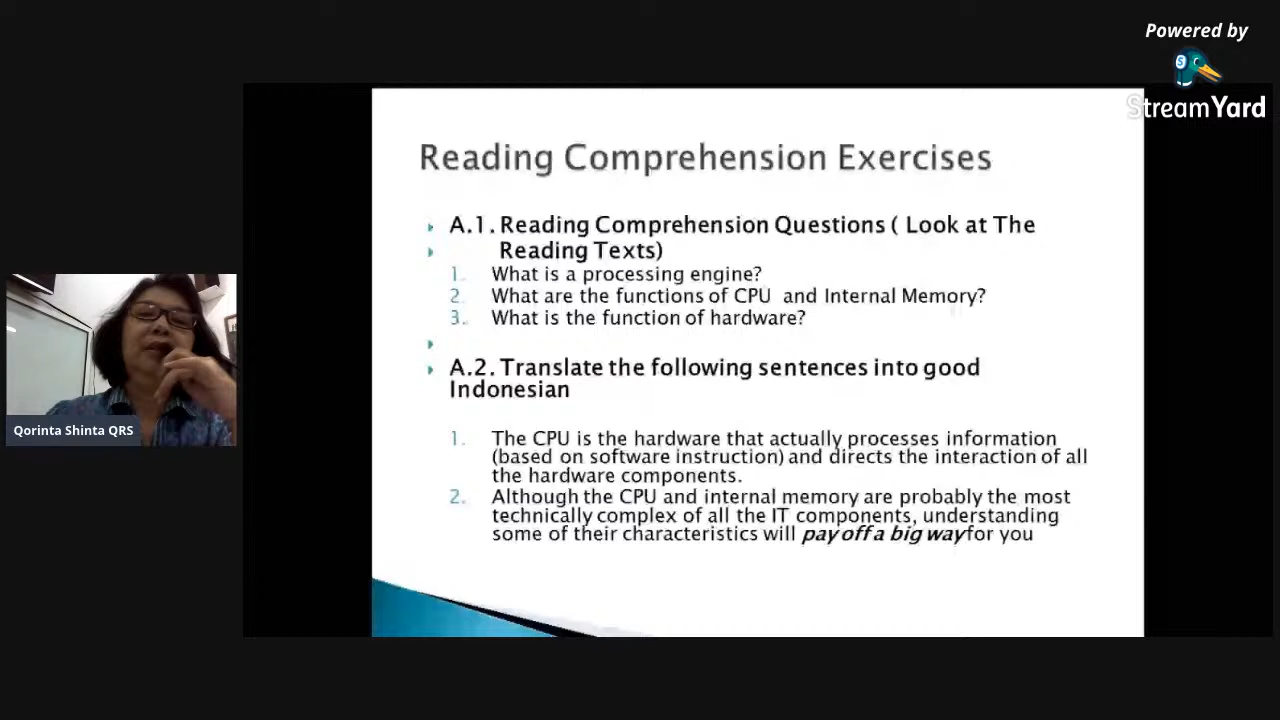 Powered by
StreamYard
Reading Comprehension Exercises
A.1. Reading Comprehension Questions ( Look at The
Reading Texts)
1. What is a processing engine?
2. What are the functions of CPU and Internal Memory?
3. What is the function of hardware?
A.2. Translate the following sentences into good
Indonesian
1. The CPU is the hardware that actually processes information
(based on software instruction) and directs the interaction of all
the hardware components.
2. Although the CPU and internal memory are probably the most
technically complex of all the IT components, understanding
some of their characteristics will pay off a big way for you
Qorinta Shinta QRS